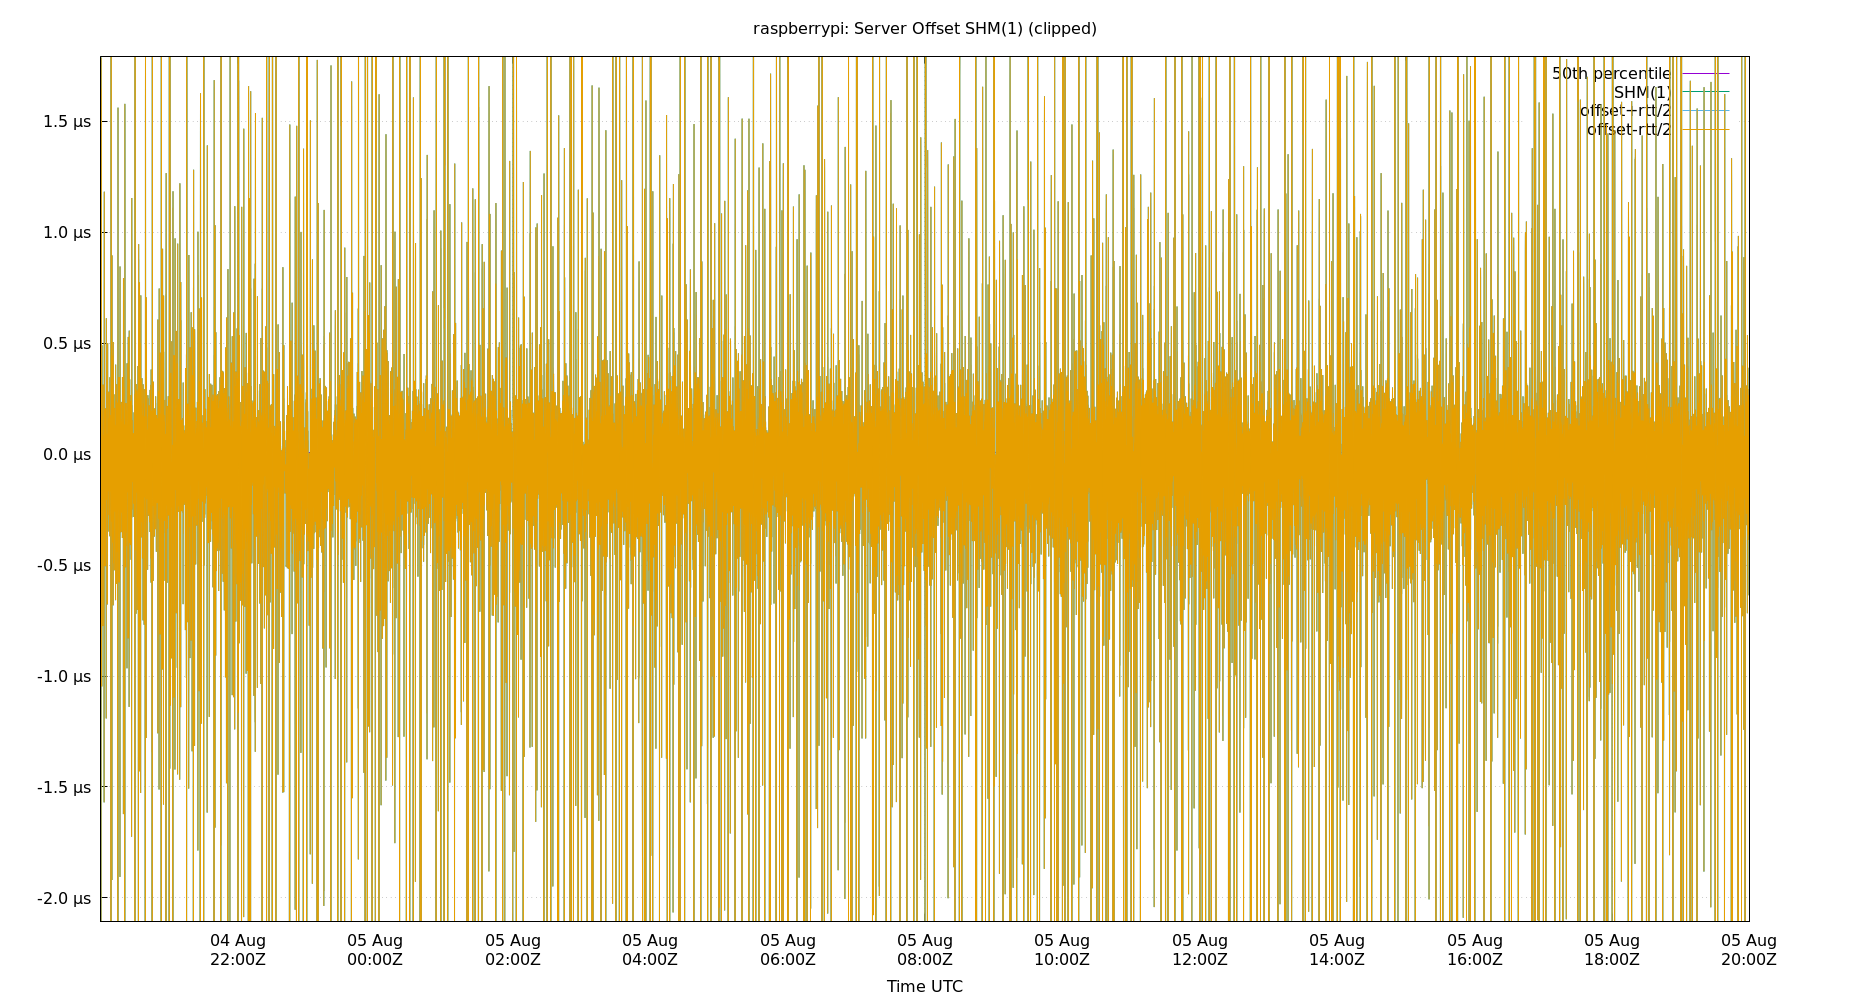 raspberrypi: Server Offset SHM(1) (clipped)
50th percentile
SHM(1)
offset+rtt/2
offset-rtt/2
1.5 µs
1.0 µs
0.5 µs
0.0 µs
-0.5 µs
-1.0 µs
-1.5 µs
-2.0 µs
04 Aug 05 Aug 05 Aug 05 Aug 05 Aug 05 Aug 05 Aug 05 Aug 05 Aug 05 Aug 05 Aug 05 Aug
22:00Z 00:00Z 02:00Z 04:00Z 06:00Z 08:00Z 10:00Z 12:00Z 14:00Z 16:00Z 18:00Z 20:00Z
Time UTC